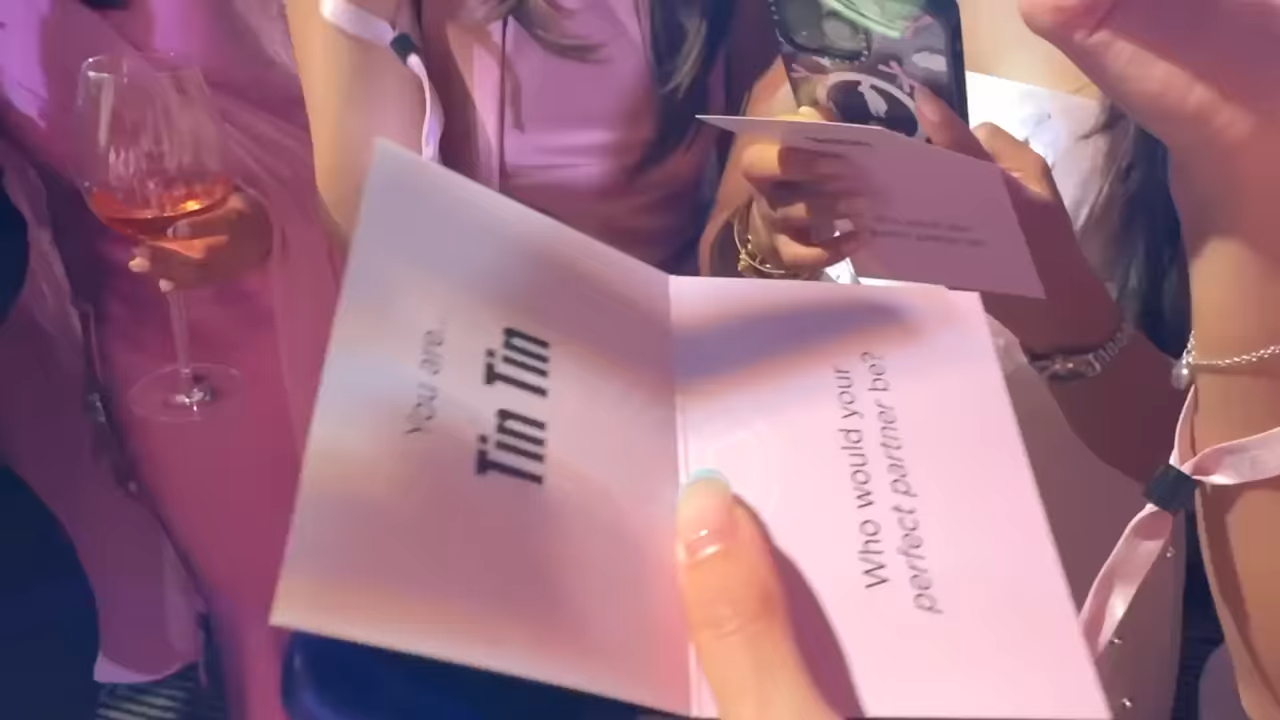 You are...
Tin Tin
Who would your
perfect partner be?